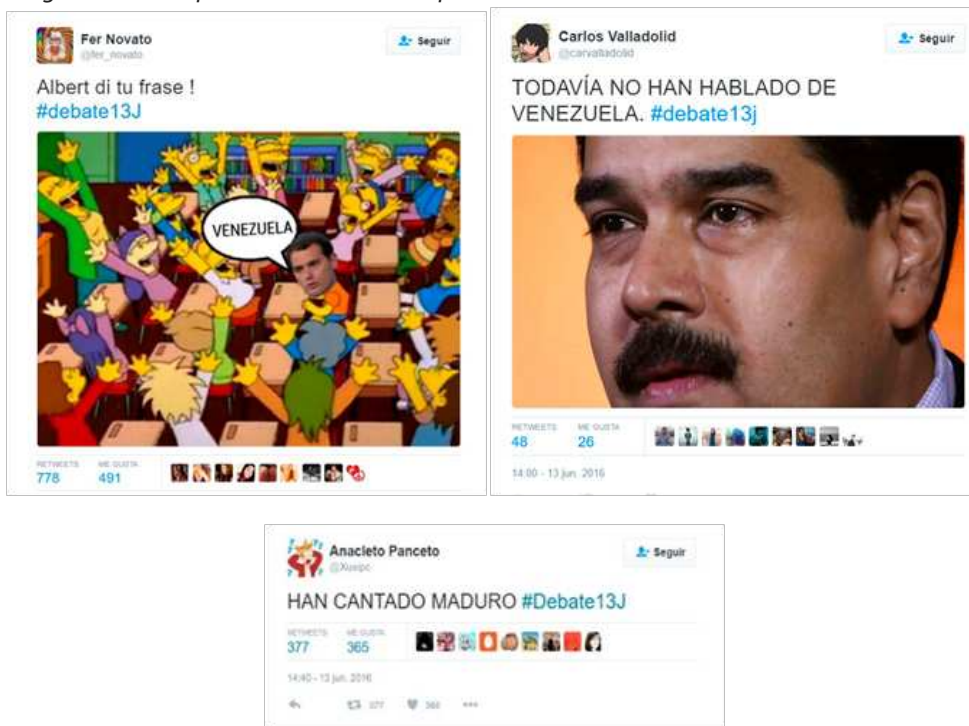 Fer Novato
@fer_novato
Seguir
Albert di tu frase !
#debate13J
VENEZUELA
RETWEETS ME GUSTA
778 491
Carlos Valladolid
@carvalladolid
Seguir
TODAVÍA NO HAN HABLADO DE
VENEZUELA. #debate13j
RETWEETS ME GUSTA
48 26
14:00 - 13 jun. 2016
Anacleto Panceto
@Xuxipc
Seguir
HAN CANTADO MADURO #Debate13J
RETWEETS ME GUSTA
377 365
14:40 - 13 jun. 2016
377 365